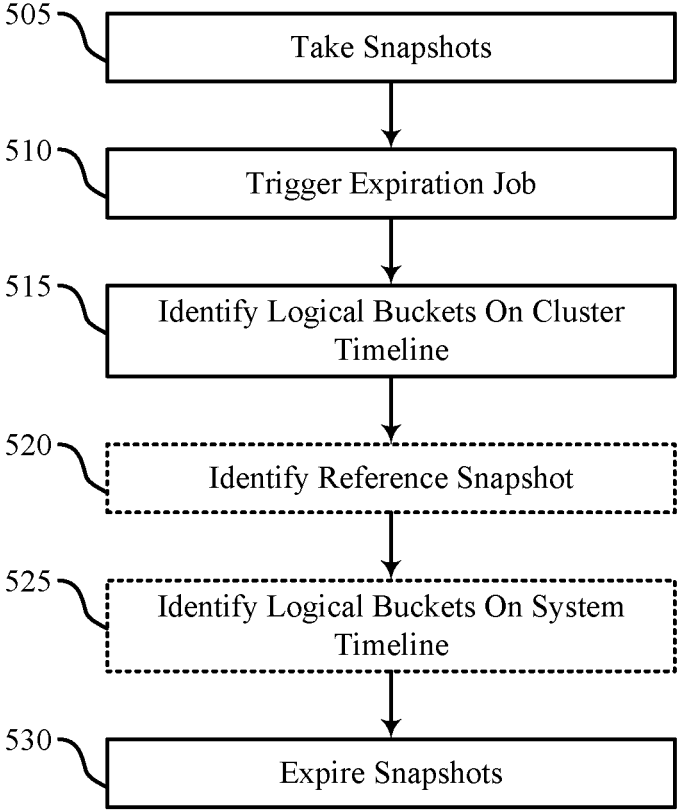 505
Take Snapshots
510
Trigger Expiration Job
515
Identify Logical Buckets On Cluster
Timeline
520
Identify Reference Snapshot
525
Identify Logical Buckets On System
Timeline
530
Expire Snapshots